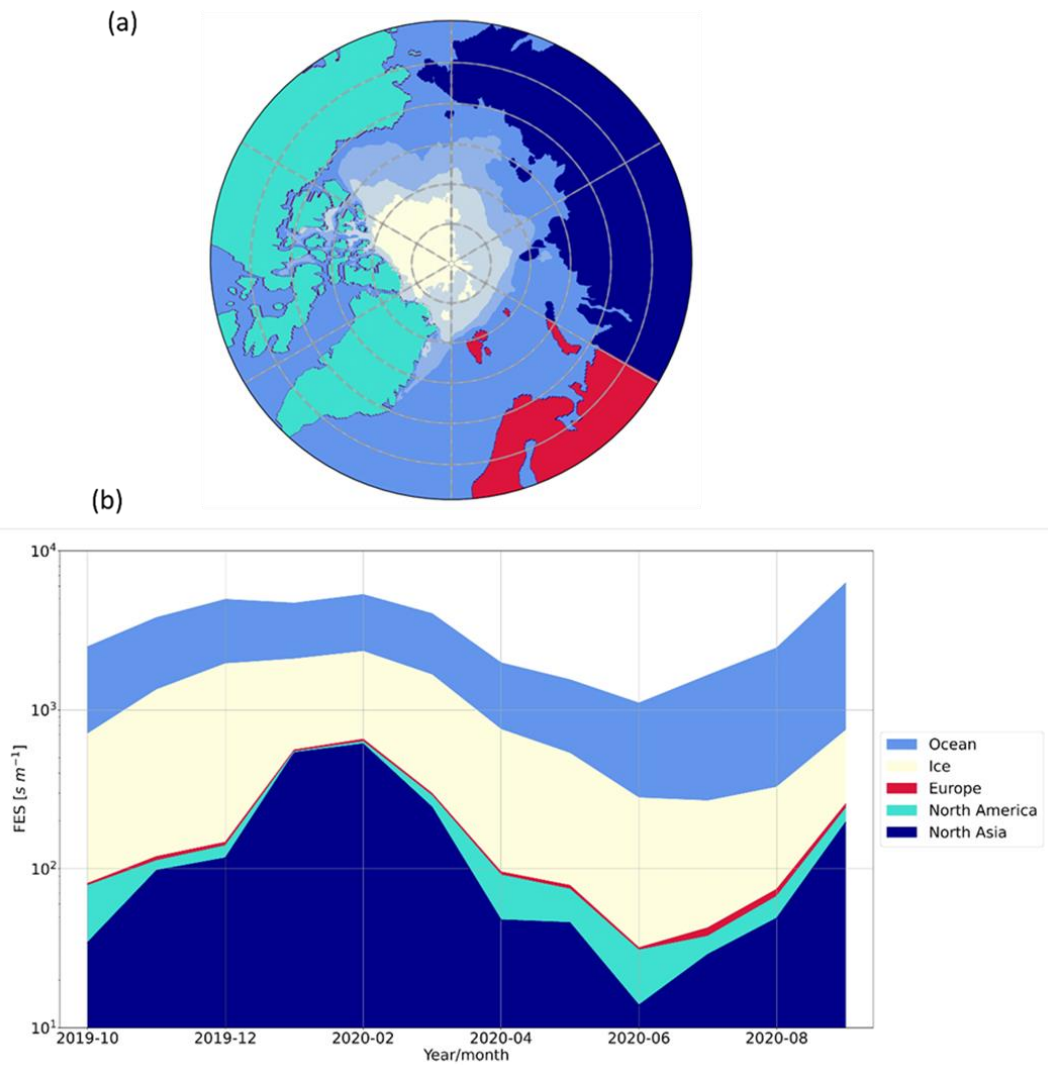 (a)
(b)
10⁴
10³
10²
10¹
FES [s m⁻¹]
2019-10 2019-12 2020-02 2020-04 2020-06 2020-08
Year/month
Ocean
Ice
Europe
North America
North Asia